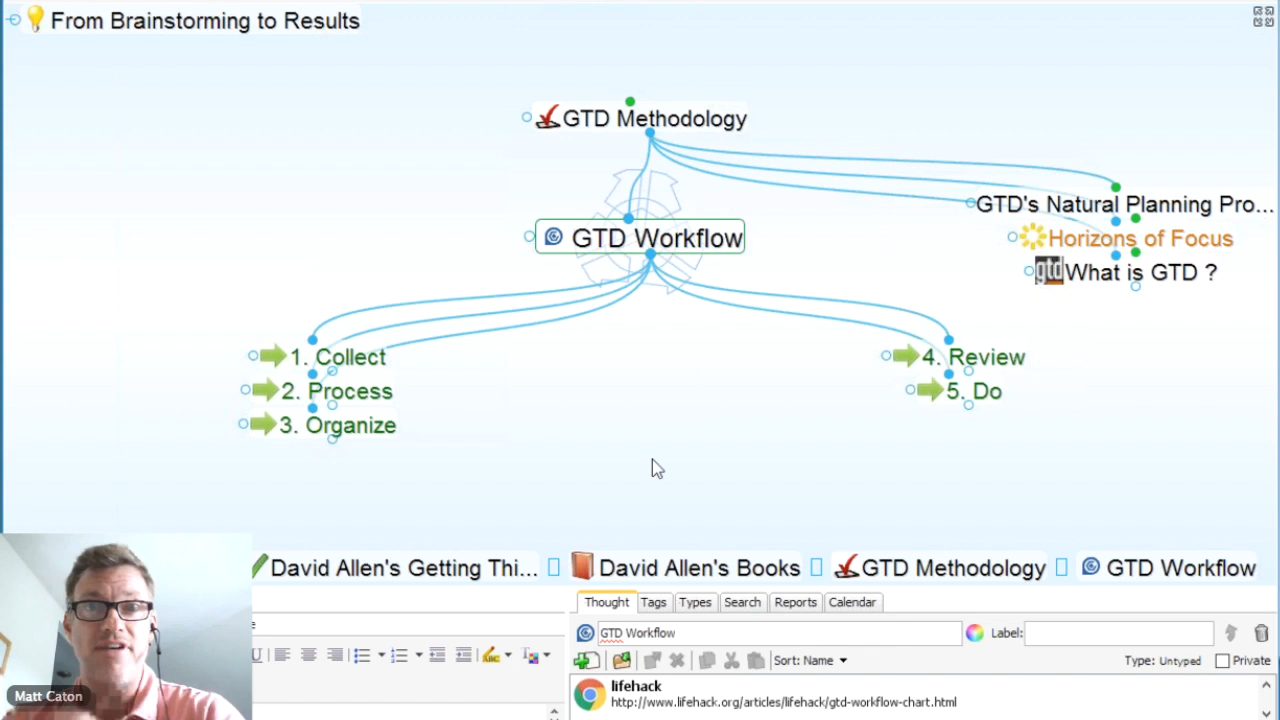 From Brainstorming to Results
GTD Methodology
GTD's Natural Planning Pro...
GTD Workflow
Horizons of Focus
gtd What is GTD ?
1. Collect
4. Review
2. Process
5. Do
3. Organize
David Allen's Getting Thi...
David Allen's Books
GTD Methodology
GTD Workflow
Thought
Tags
Types
Search
Reports
Calendar
GTD Workflow
Label:
Sort: Name
Type: Untyped
Private
lifehack
http://www.lifehack.org/articles/lifehack/gtd-workflow-chart.html
Matt Caton